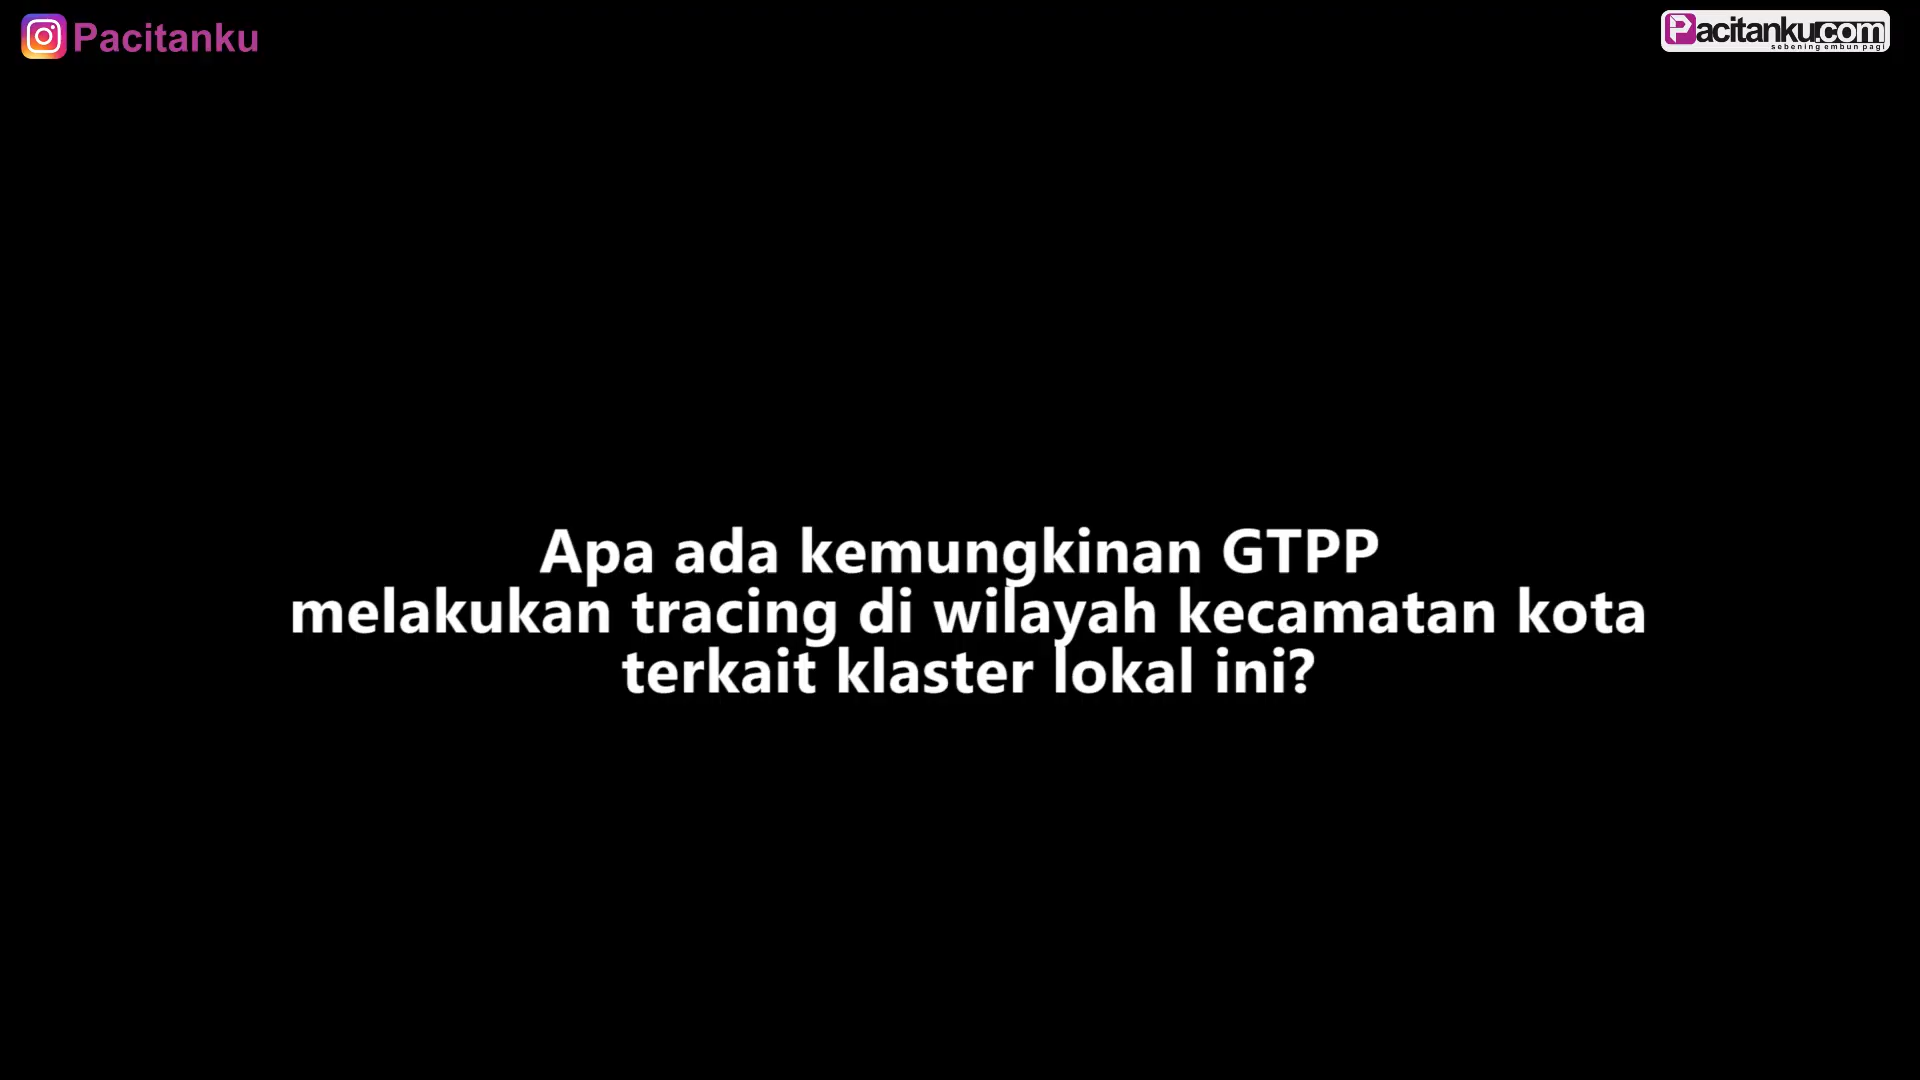 Pacitanku
Pacitanku.com
sebening embun pagi
Apa ada kemungkinan GTPP
melakukan tracing di wilayah kecamatan kota
terkait klaster lokal ini?